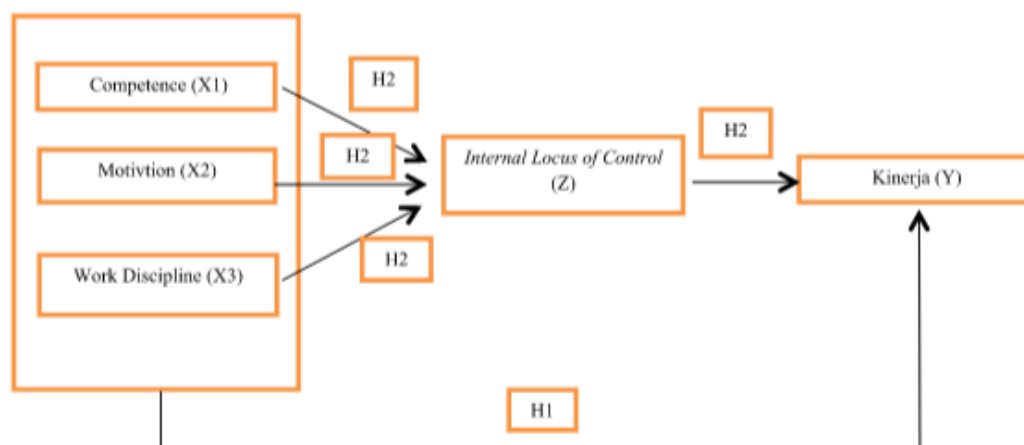 Competence (X1)
H2
H2
Motivtion (X2)
Internal Locus of Control
(Z)
H2
Kinerja (Y)
Work Discipline (X3)
H2
H1